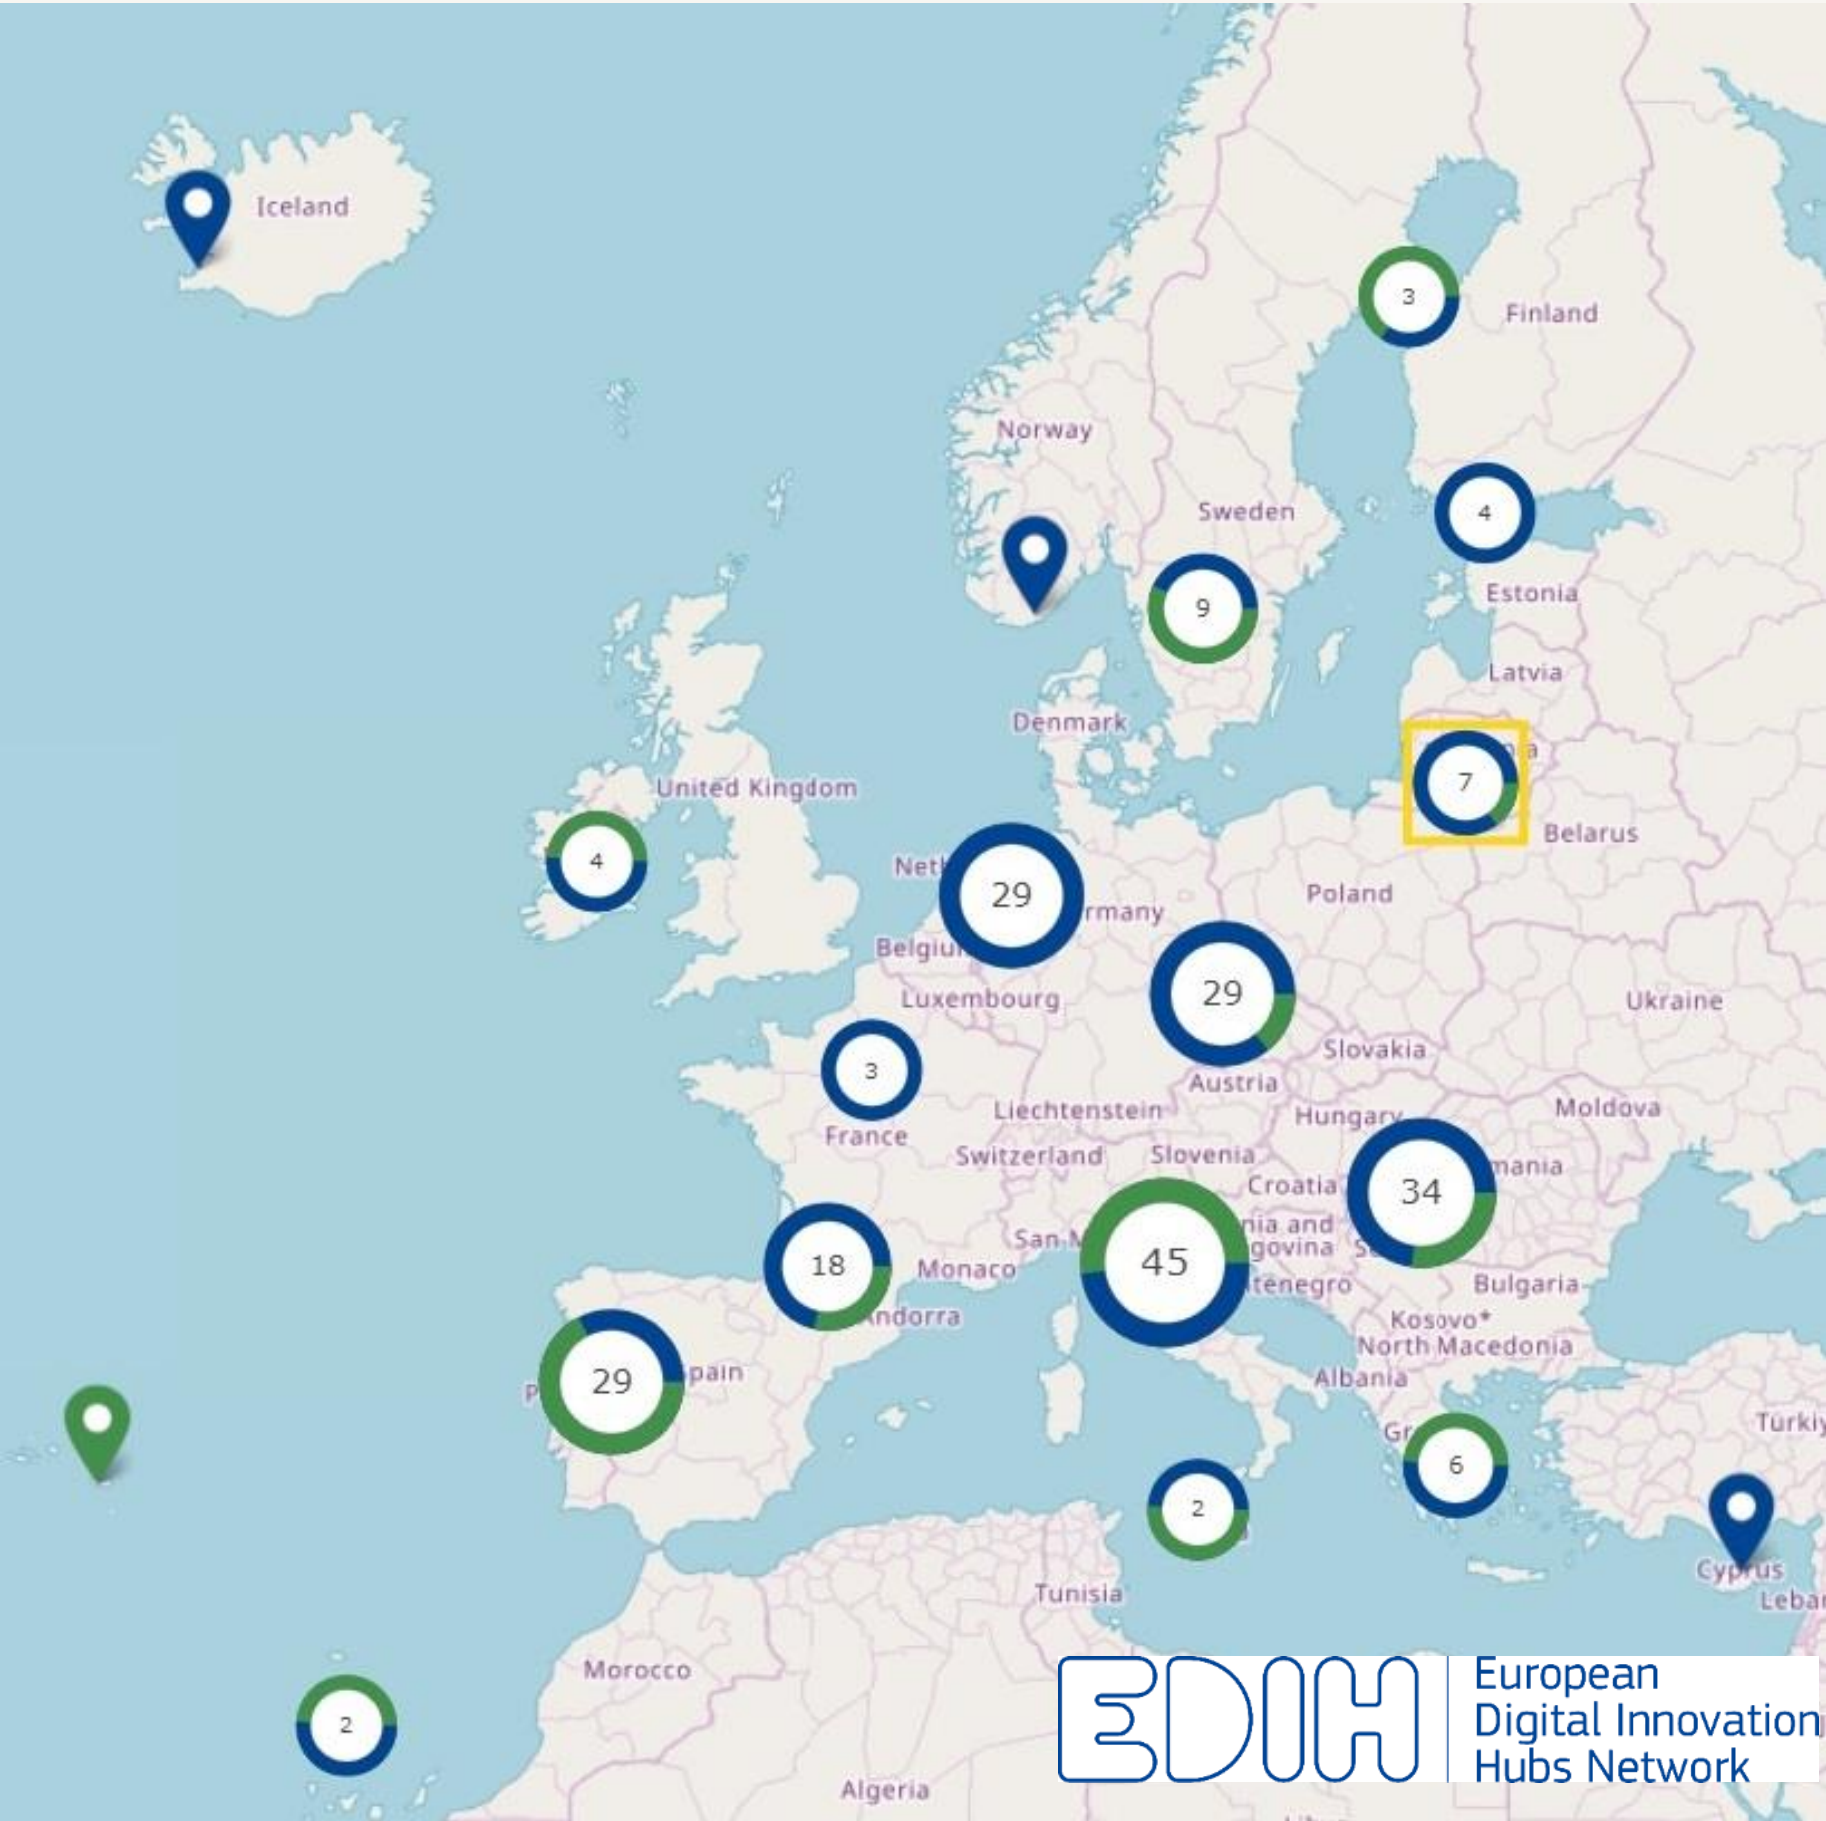 Iceland
3
Finland
Norway
Sweden
4
Estonia
9
Latvia
Denmark
7
United Kingdom
Belarus
4
29
Poland
29
Luxembourg
Ukraine
3
Slovakia
Austria
Liechtenstein
Hungary
Moldova
France
Switzerland
Slovenia
Croatia
34
45
18
Monaco
Bulgaria
Kosovo*
North Macedonia
Albania
29
6
2
Cyprus
Tunisia
Morocco
2
Algeria
EDIH
European
Digital Innovation
Hubs Network